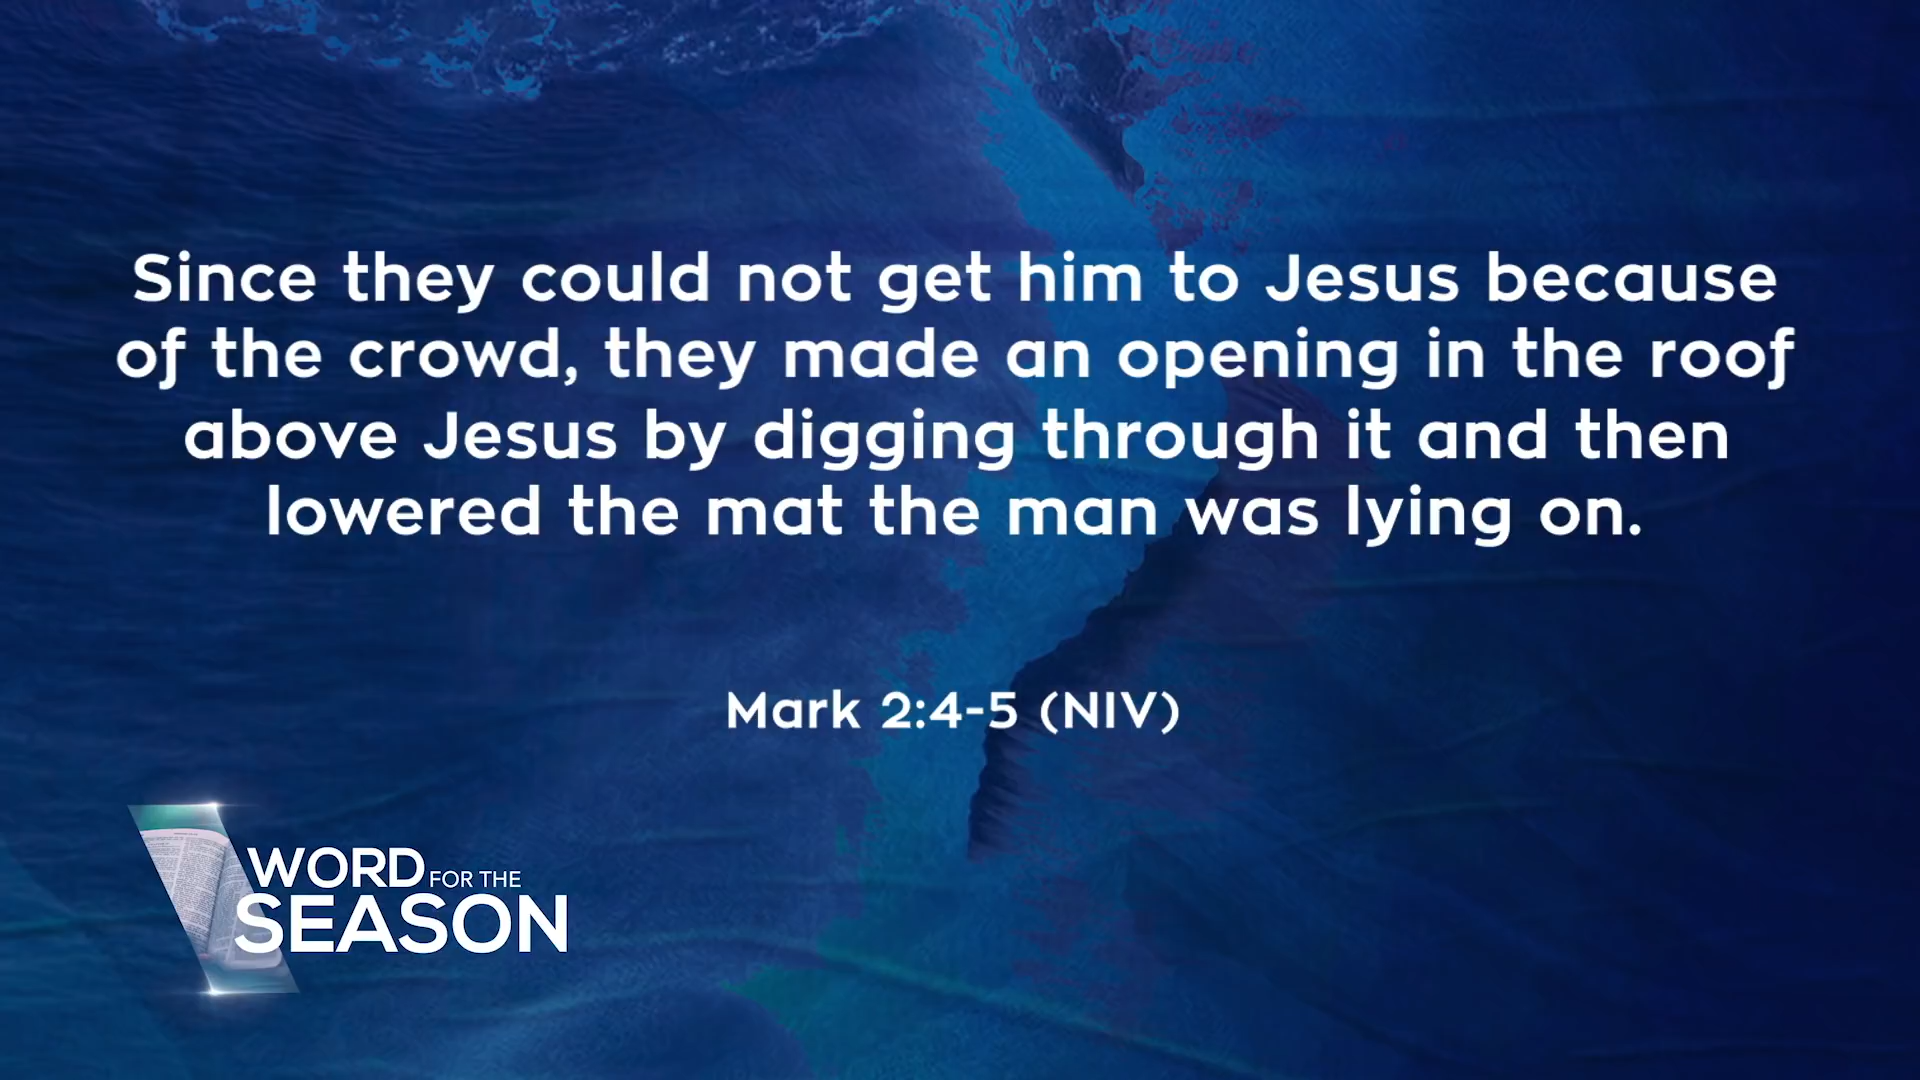 Since they could not get him to Jesus because
of the crowd, they made an opening in the roof
above Jesus by digging through it and then
lowered the mat the man was lying on.
Mark 2:4-5 (NIV)
WORD FOR THE
SEASON